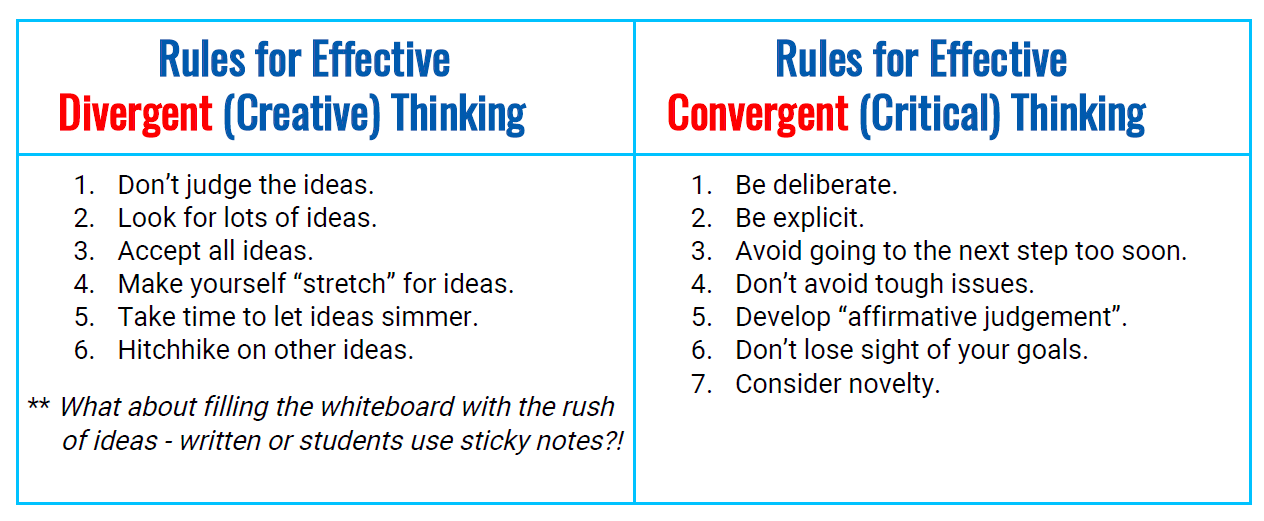 Rules for Effective
Divergent (Creative) Thinking
1. Don’t judge the ideas.
2. Look for lots of ideas.
3. Accept all ideas.
4. Make yourself “stretch” for ideas.
5. Take time to let ideas simmer.
6. Hitchhike on other ideas.
** What about filling the whiteboard with the rush
of ideas - written or students use sticky notes?!
Rules for Effective
Convergent (Critical) Thinking
1. Be deliberate.
2. Be explicit.
3. Avoid going to the next step too soon.
4. Don’t avoid tough issues.
5. Develop “affirmative judgement”.
6. Don’t lose sight of your goals.
7. Consider novelty.